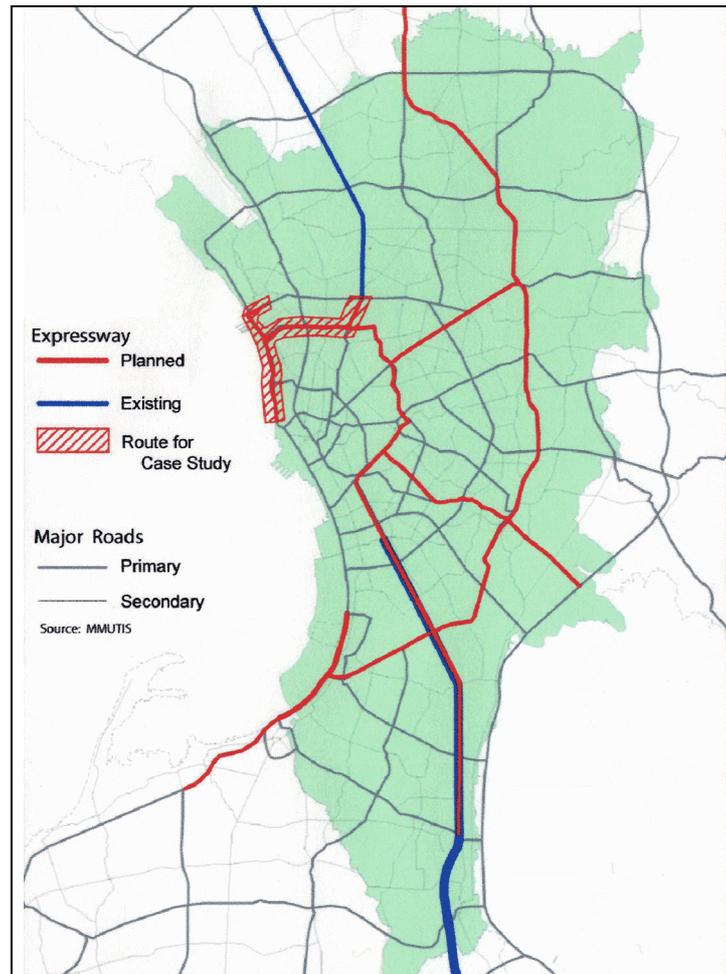 Expressway
Planned
Existing
Route for
Case Study
Major Roads
Primary
Secondary
Source: MMUTIS